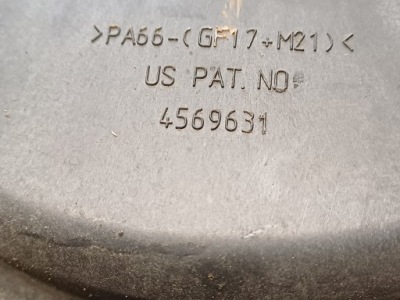 >PA66-(GF17+M21)<
US PAT. NO.
4569631